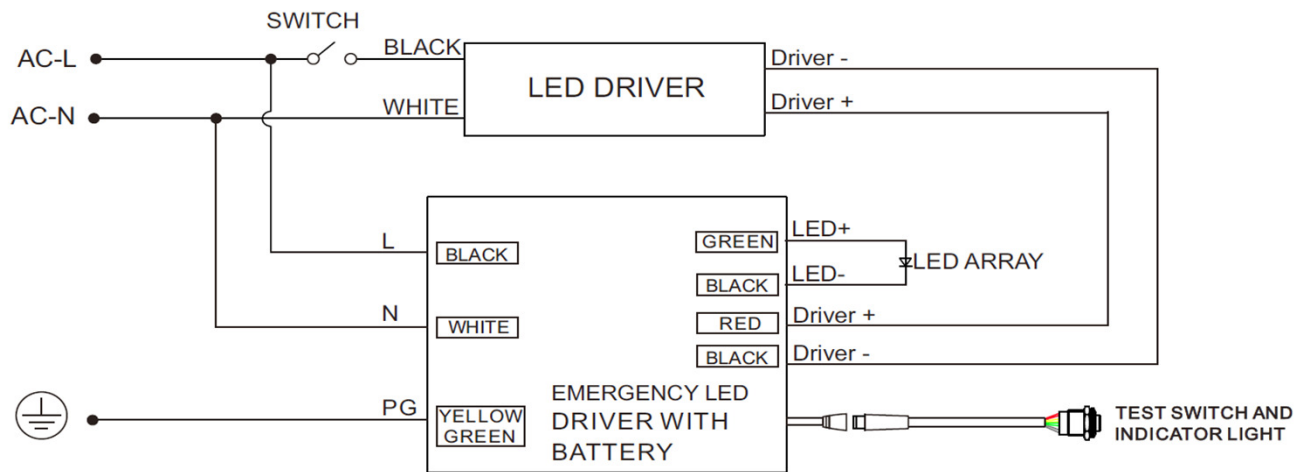 SWITCH
AC-L
BLACK
LED DRIVER
Driver -
AC-N
WHITE
Driver +
L
BLACK
GREEN
LED+
LED ARRAY
BLACK
LED-
N
WHITE
RED
Driver +
BLACK
Driver -
PG
YELLOW
GREEN
EMERGENCY LED
DRIVER WITH
BATTERY
TEST SWITCH AND
INDICATOR LIGHT